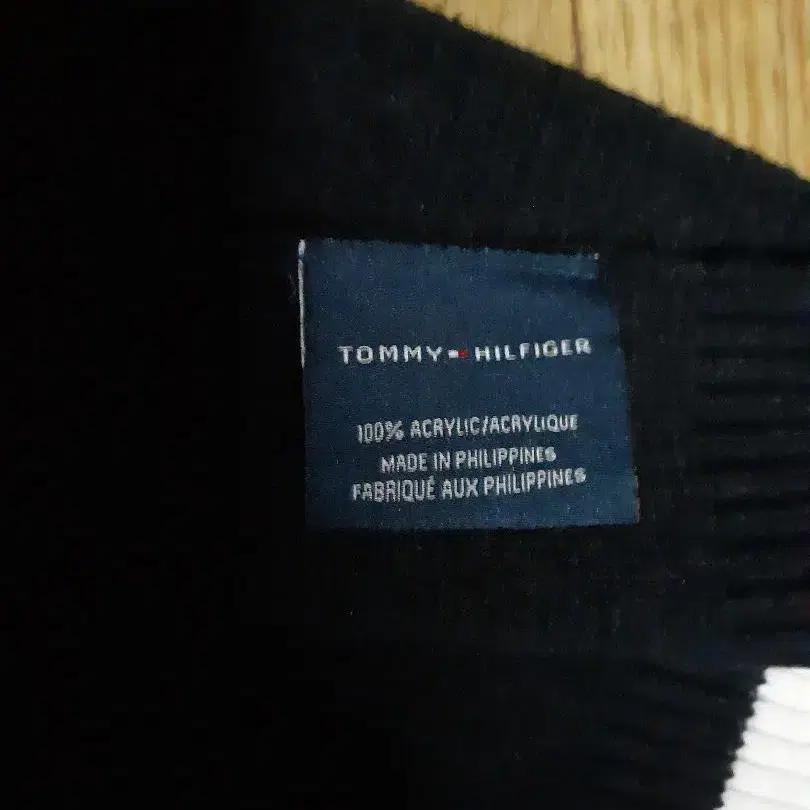 TOMMY HILFIGER
100% ACRYLIC/ACRYLIQUE
MADE IN PHILIPPINES
FABRIQUÉ AUX PHILIPPINES